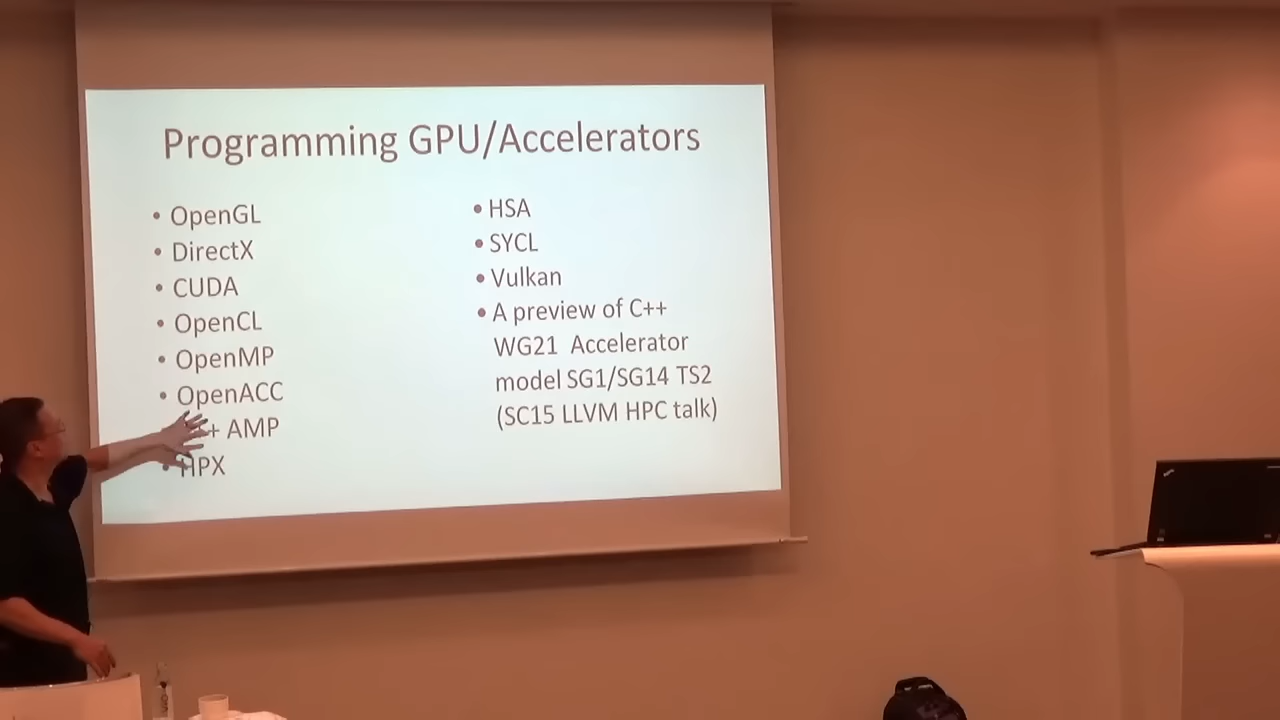 Programming GPU/Accelerators
• OpenGL
• DirectX
• CUDA
• OpenCL
• OpenMP
• OpenACC
+ AMP
• HPX
• HSA
• SYCL
• Vulkan
• A preview of C++
WG21 Accelerator
model SG1/SG14 TS2
(SC15 LLVM HPC talk)